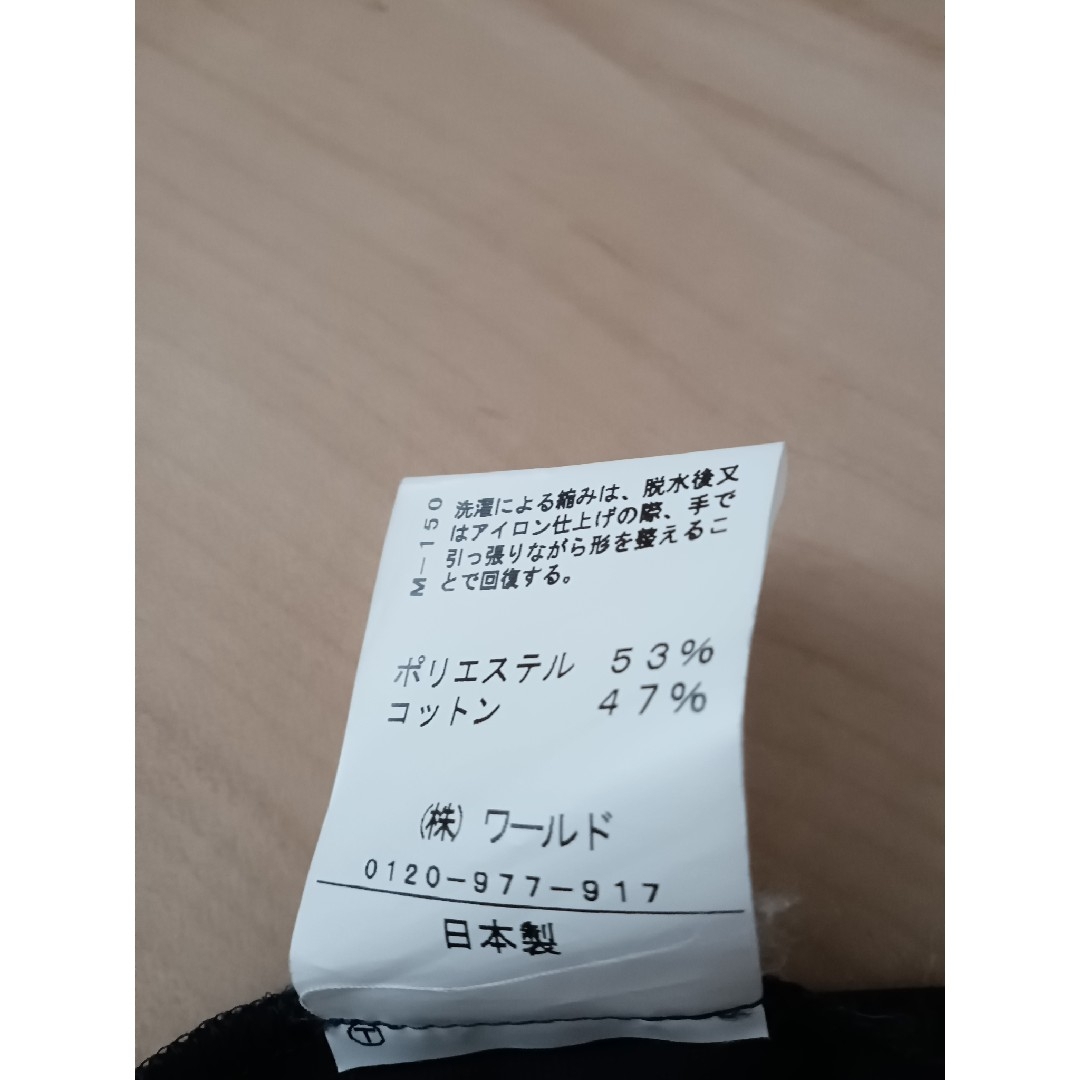 M－150
洗濯による縮みは、脱水後又
はアイロン仕上げの際、手で
引っ張りながら形を整えるこ
とで回復する。
ポリエステル 53%
コットン 47%
(株)ワールド
0120-977-917
日本製
Ⓣ